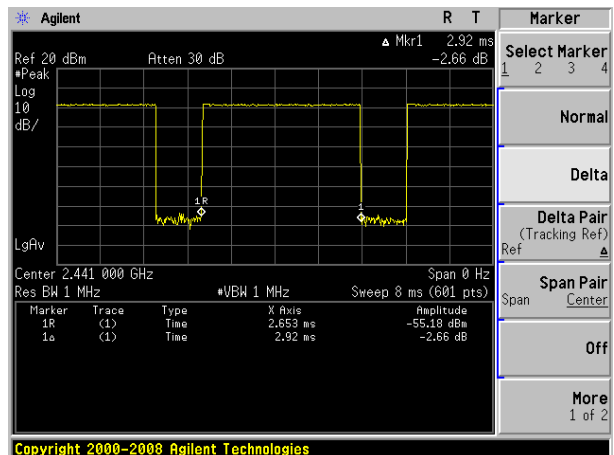 Agilent R T
Marker
Δ Mkr1 2.92 ms
Ref 20 dBm Atten 30 dB -2.66 dB
#Peak
Log
10
dB/
1R
1
LgAv
Center 2.441 000 GHz Span 0 Hz
Res BW 1 MHz #VBW 1 MHz Sweep 8 ms (601 pts)
Marker Trace Type X Axis Amplitude
1R (1) Time 2.653 ms -55.18 dBm
1Δ (1) Time 2.92 ms -2.66 dB
Select Marker
1 2 3 4
Normal
Delta
Delta Pair
(Tracking Ref)
Ref Δ
Span Pair
Span Center
Off
More
1 of 2
Copyright 2000-2008 Agilent Technologies